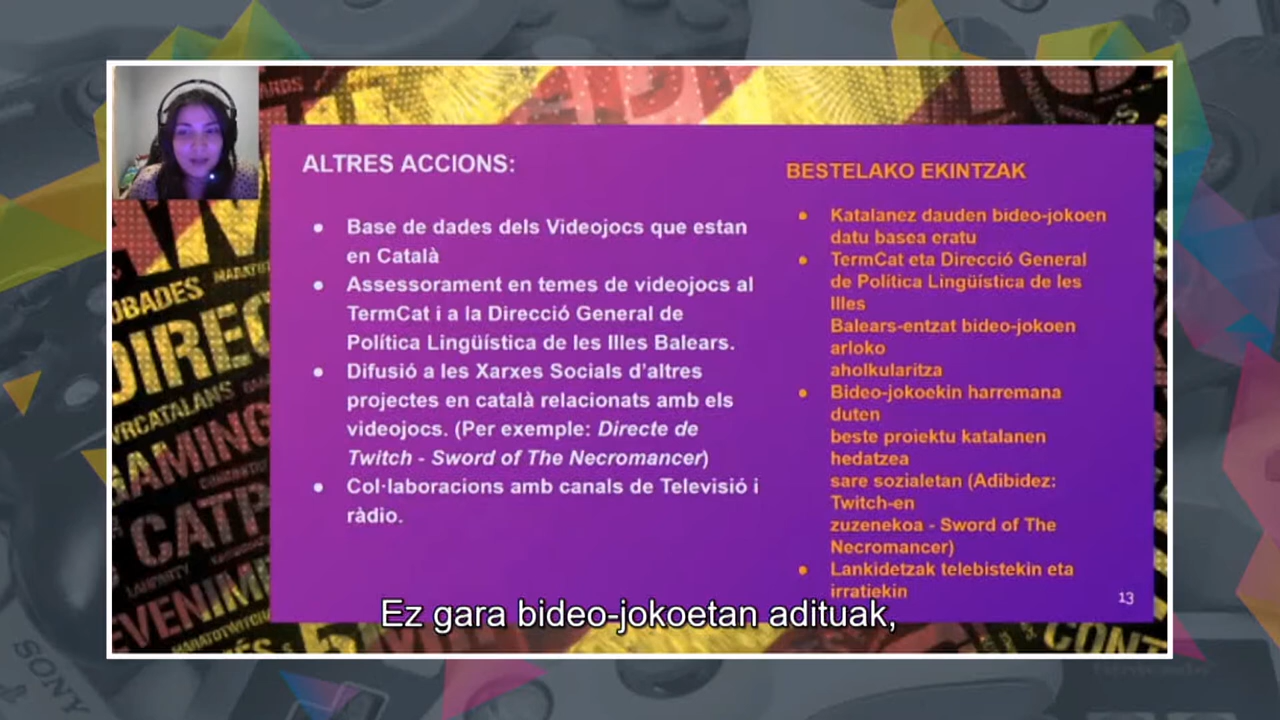 ALTRES ACCIONS:
● Base de dades dels Videojocs que estan
en Català
● Assessorament en temes de videojocs al
TermCat i a la Direcció General de
Política Lingüística de les Illes Balears.
● Difusió a les Xarxes Socials d'altres
projectes en català relacionats amb els
videojocs. (Per exemple: Directe de
Twitch - Sword of The Necromancer)
● Col·laboracions amb canals de Televisió i
ràdio.
BESTELAKO EKINTZAK
● Katalanez dauden bideo-jokoen
datu basea eratu
● TermCat eta Direcció General
de Política Lingüística de les
Illes
Balears-entzat bideo-jokoen
arloko
aholkularitza
● Bideo-jokoekin harremana
duten
beste proiektu katalanen
hedatzea
sare sozialetan (Adibidez:
Twitch-en
zuzenekoa - Sword of The
Necromancer)
● Lankidetzak telebistekin eta
irratiekin
13
Ez gara bideo-jokoetan adituak,
OBADES
DIREC
VRCATALANS
GAMING
CATP
EVENIM
CONT
SONY